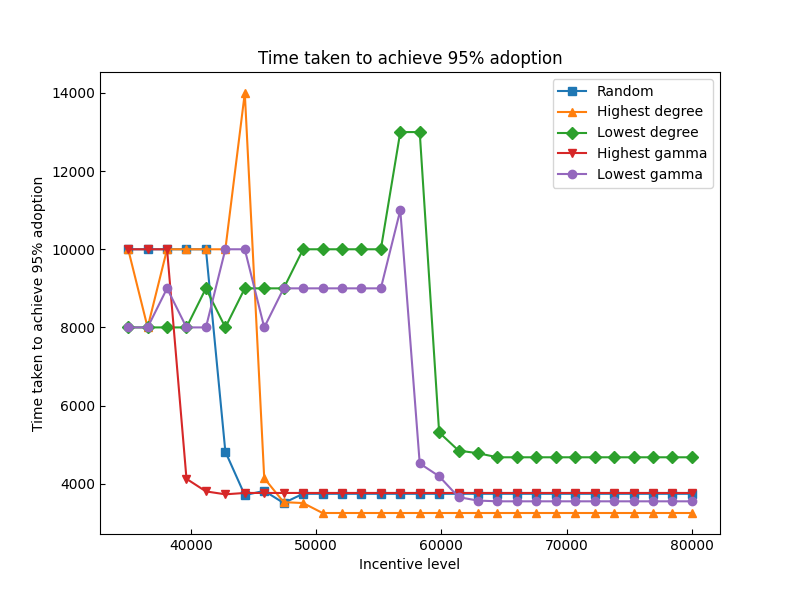 Time taken to achieve 95% adoption
Random
Highest degree
Lowest degree
Highest gamma
Lowest gamma
14000
12000
10000
8000
6000
4000
Time taken to achieve 95% adoption
40000
50000
60000
70000
80000
Incentive level